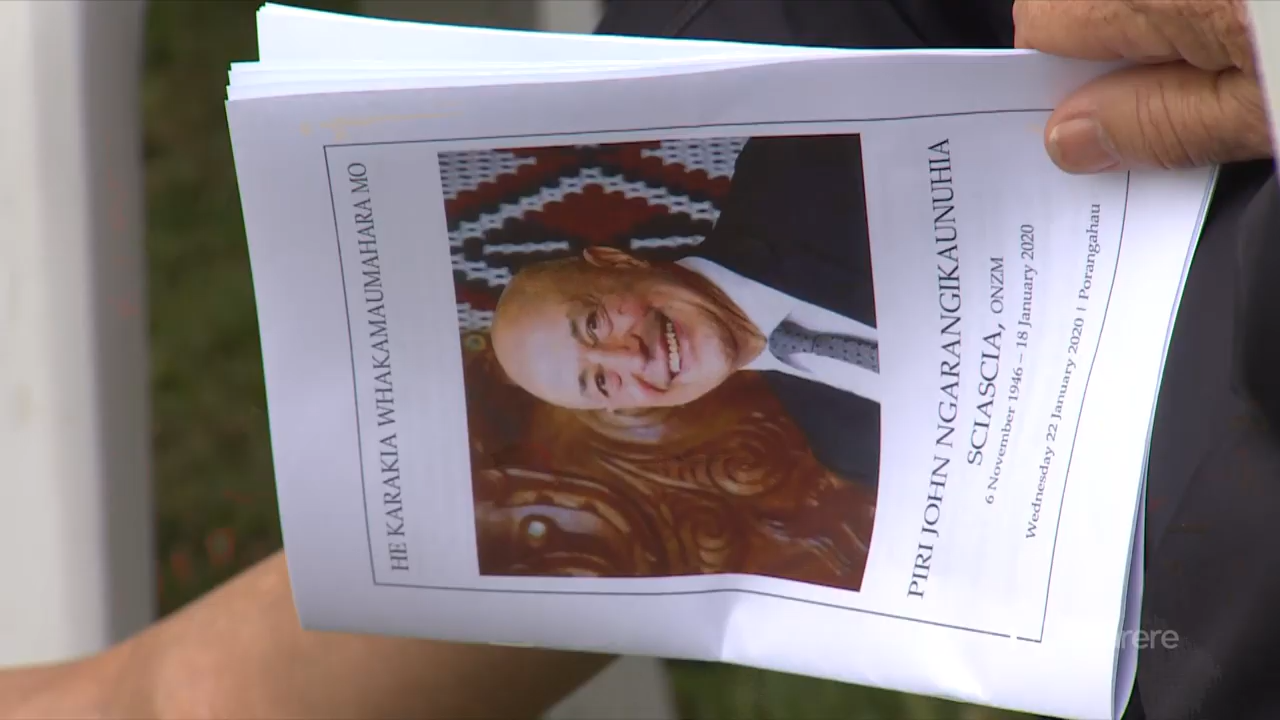 HE KARAKIA WHAKAMAUMAHARA MO
PIRI JOHN NGARANGIKAUNUHIA
SCIASCIA, ONZM
6 November 1946 – 18 January 2020
Wednesday 22 January 2020 | Porangahau